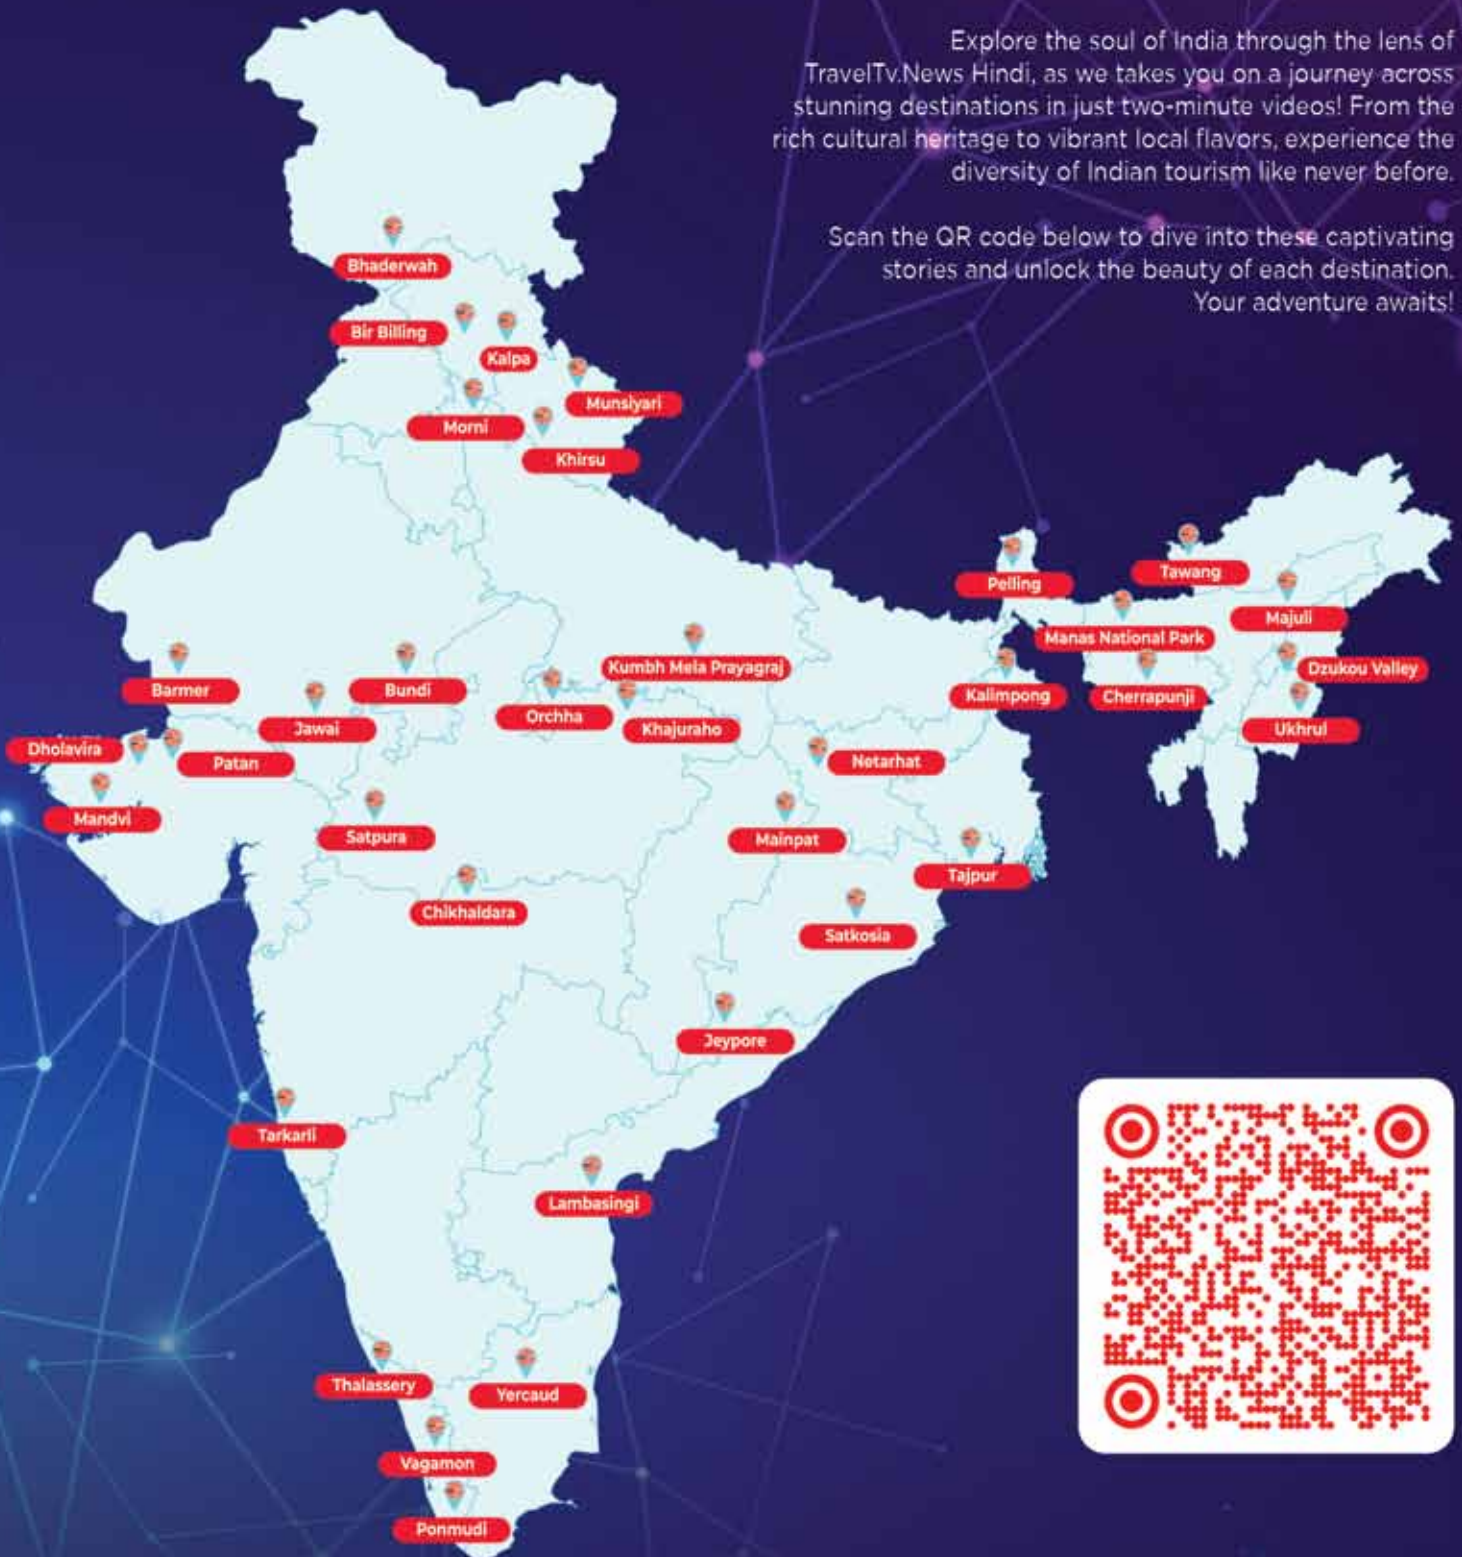 Explore the soul of India through the lens of
TravelTv.News Hindi, as we takes you on a journey across
stunning destinations in just two-minute videos! From the
rich cultural heritage to vibrant local flavors, experience the
diversity of Indian tourism like never before.
Scan the QR code below to dive into these captivating
stories and unlock the beauty of each destination.
Your adventure awaits!
Bhaderwah
Bir Billing
Kalpa
Munsiyari
Morni
Khirsu
Pelling
Tawang
Majuli
Manas National Park
Dzukou Valley
Kumbh Mela Prayagraj
Barmer
Bundi
Kalimpong
Cherrapunji
Orchha
Jawai
Khajuraho
Ukhrul
Dholavira
Patan
Netarhat
Mandvi
Satpura
Mainpat
Tajpur
Chikhaldara
Satkosia
Jeypore
Tarkarli
Lambasingi
Thalassery
Yercaud
Vagamon
Ponmudi